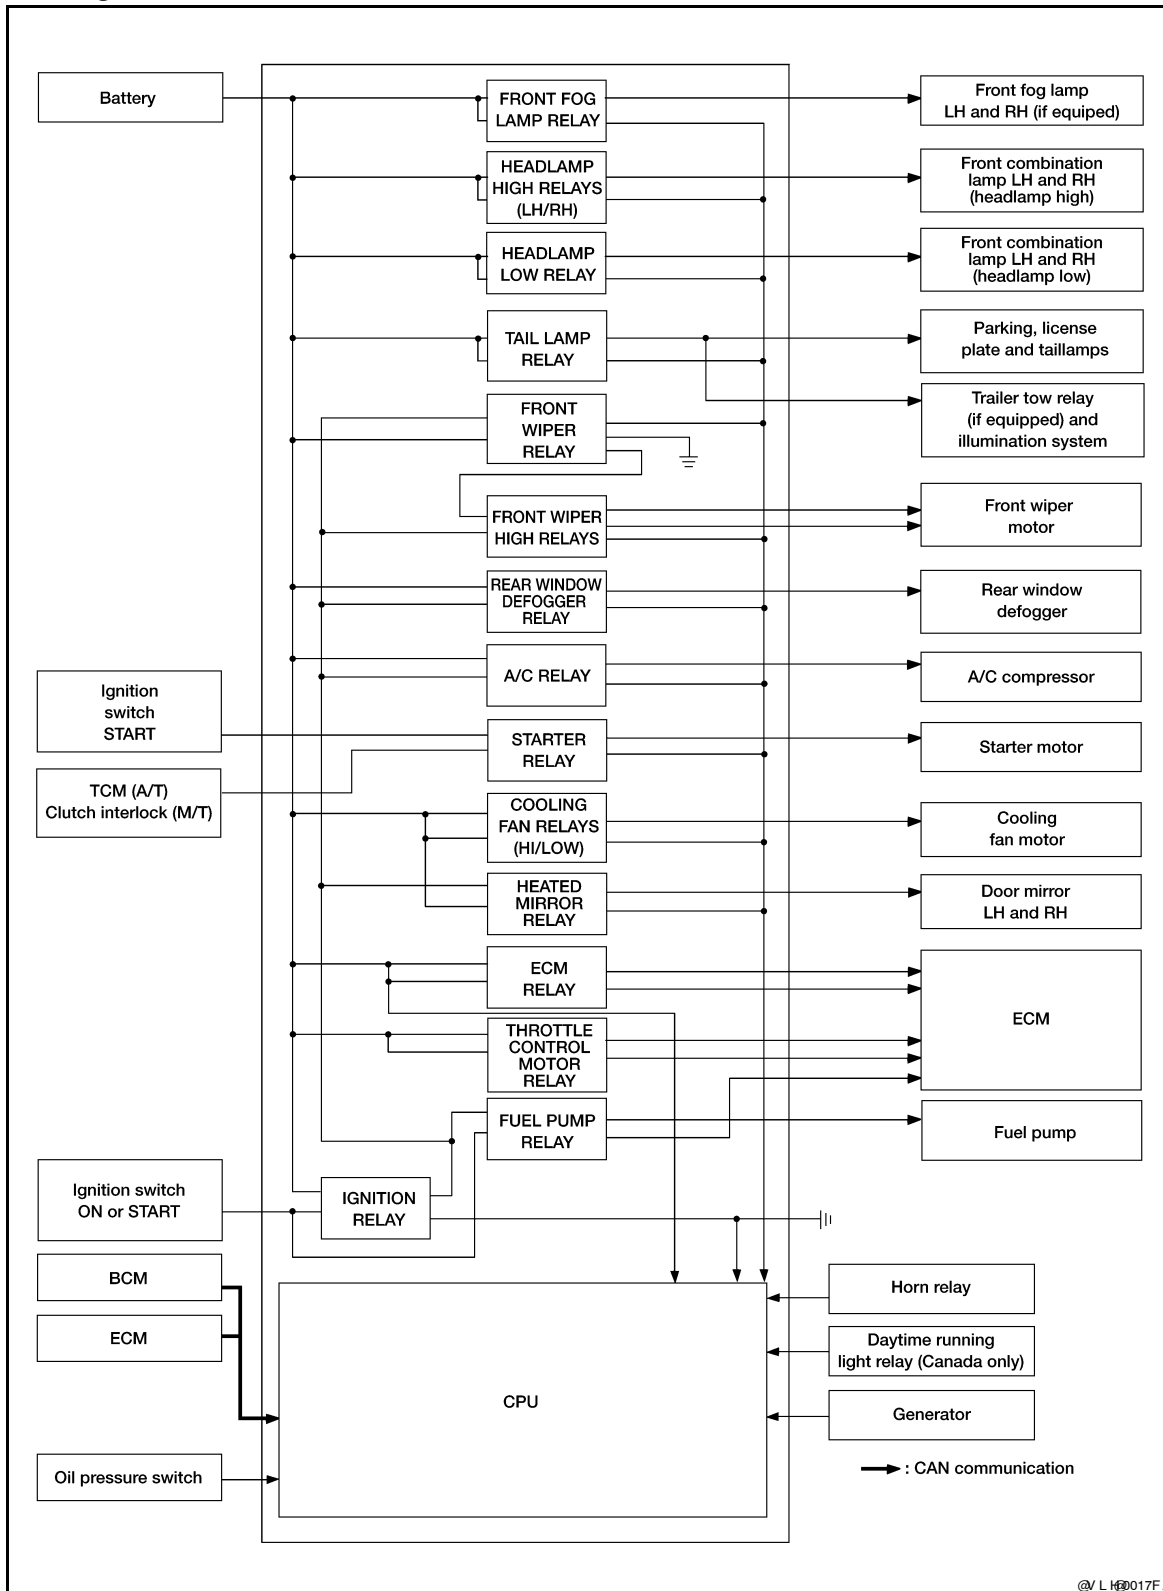 Battery
FRONT FOG
LAMP RELAY
Front fog lamp
LH and RH (if equiped)
HEADLAMP
HIGH RELAYS
(LH/RH)
Front combination
lamp LH and RH
(headlamp high)
HEADLAMP
LOW RELAY
Front combination
lamp LH and RH
(headlamp low)
TAIL LAMP
RELAY
Parking, license
plate and taillamps
FRONT
WIPER
RELAY
Trailer tow relay
(if equipped) and
illumination system
FRONT WIPER
HIGH RELAYS
Front wiper
motor
REAR WINDOW
DEFOGGER
RELAY
Rear window
defogger
A/C RELAY
A/C compressor
Ignition
switch
START
STARTER
RELAY
Starter motor
TCM (A/T)
Clutch interlock (M/T)
COOLING
FAN RELAYS
(HI/LOW)
Cooling
fan motor
HEATED
MIRROR
RELAY
Door mirror
LH and RH
ECM
RELAY
ECM
THROTTLE
CONTROL
MOTOR
RELAY
FUEL PUMP
RELAY
Fuel pump
Ignition switch
ON or START
IGNITION
RELAY
BCM
Horn relay
ECM
Daytime running
light relay (Canada only)
CPU
Generator
Oil pressure switch
: CAN communication